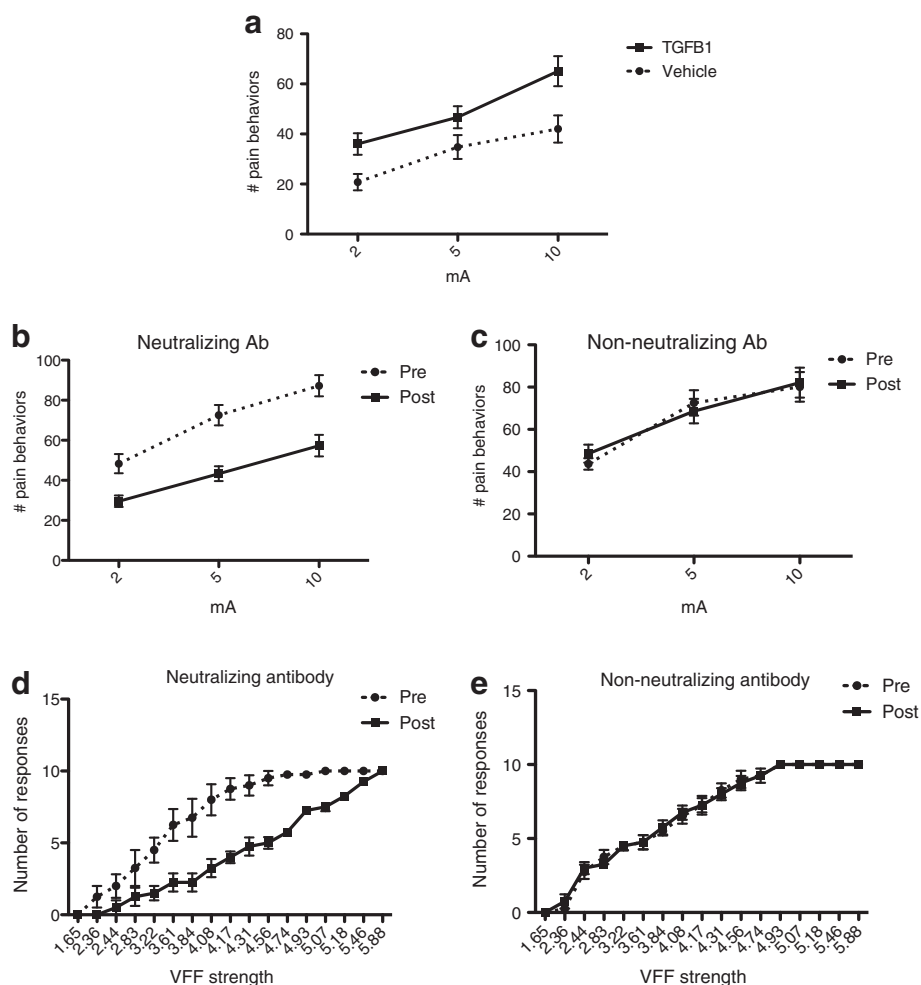 a
80
60
40
20
0
# pain behaviors
2
5
10
mA
TGFB1
Vehicle
b
Neutralizing Ab
100
80
60
40
20
0
# pain behaviors
2
5
10
mA
Pre
Post
c
Non-neutralizing Ab
100
80
60
40
20
0
# pain behaviors
2
5
10
mA
Pre
Post
d
Neutralizing antibody
15
10
5
0
Number of responses
1.65
2.36
2.44
2.83
3.22
3.61
3.84
4.08
4.17
4.31
4.56
4.74
4.93
5.07
5.18
5.46
5.88
VFF strength
Pre
Post
e
Non-neutralizing antibody
15
10
5
0
Number of responses
1.65
2.36
2.44
2.83
3.22
3.61
3.84
4.08
4.17
4.31
4.56
4.74
4.93
5.07
5.18
5.46
5.88
VFF strength
Pre
Post